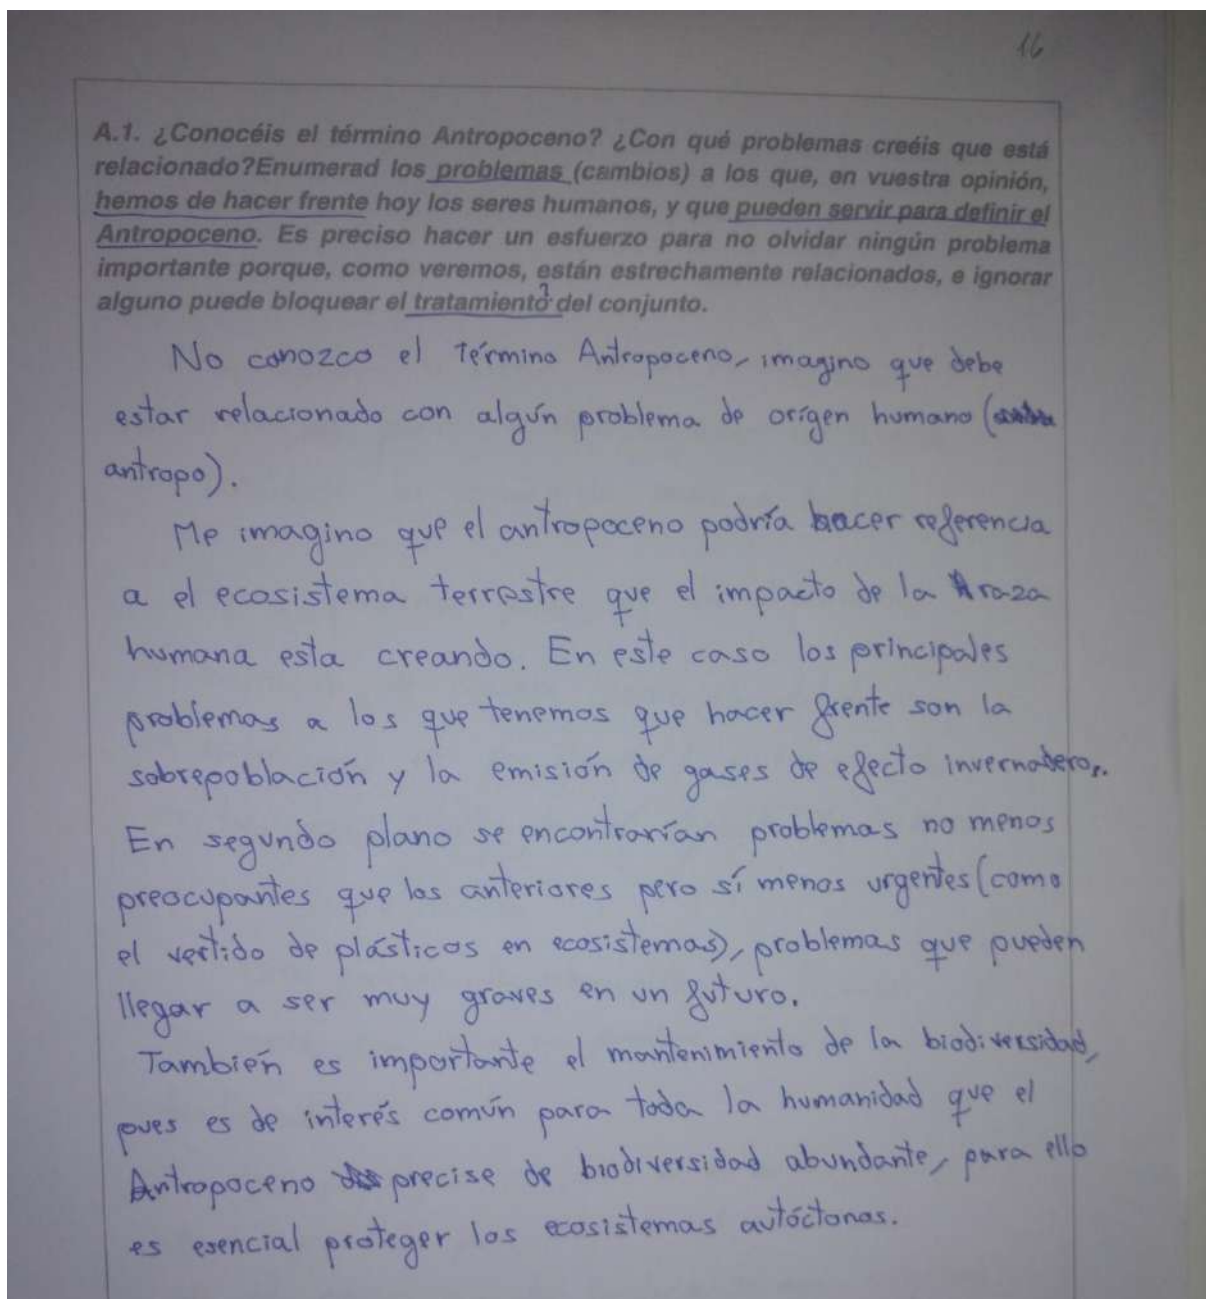 16
A.1. ¿Conocéis el término Antropoceno? ¿Con qué problemas creéis que está
relacionado?Enumerad los problemas (cambios) a los que, en vuestra opinión,
hemos de hacer frente hoy los seres humanos, y que pueden servir para definir el
Antropoceno. Es preciso hacer un esfuerzo para no olvidar ningún problema
importante porque, como veremos, están estrechamente relacionados, e ignorar
alguno puede bloquear el tratamiento del conjunto.
No conozco el término Antropoceno, imagino que debe
estar relacionado con algún problema de orígen humano (
antropo).
Me imagino que el antropoceno podría hacer referencia
a el ecosistema terrestre que el impacto de la raza
humana esta creando. En este caso los principales
problemas a los que tenemos que hacer frente son la
sobrepoblación y la emisión de gases de efecto invernadero,.
En segundo plano se encontrarían problemas no menos
preocupantes que los anteriores pero sí menos urgentes (como
el vertido de plásticos en ecosistemas), problemas que pueden
llegar a ser muy graves en un futuro.
También es importante el mantenimiento de la biodiversidad,
pues es de interés común para toda la humanidad que el
Antropoceno precise de biodiversidad abundante, para ello
es esencial proteger los ecosistemas autóctonos.